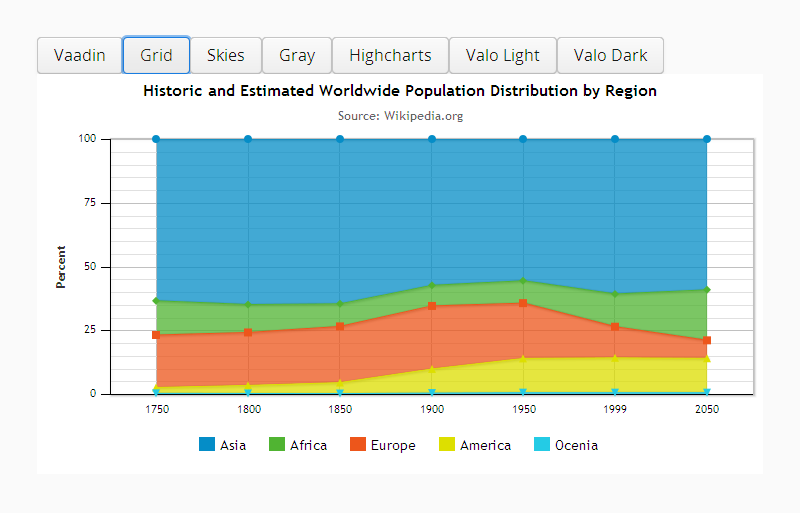 Vaadin Grid Skies Gray Highcharts Valo Light Valo Dark
Historic and Estimated Worldwide Population Distribution by Region
Source: Wikipedia.org
100
75
50
25
0
Percent
1750 1800 1850 1900 1950 1999 2050
Asia Africa Europe America Ocenia